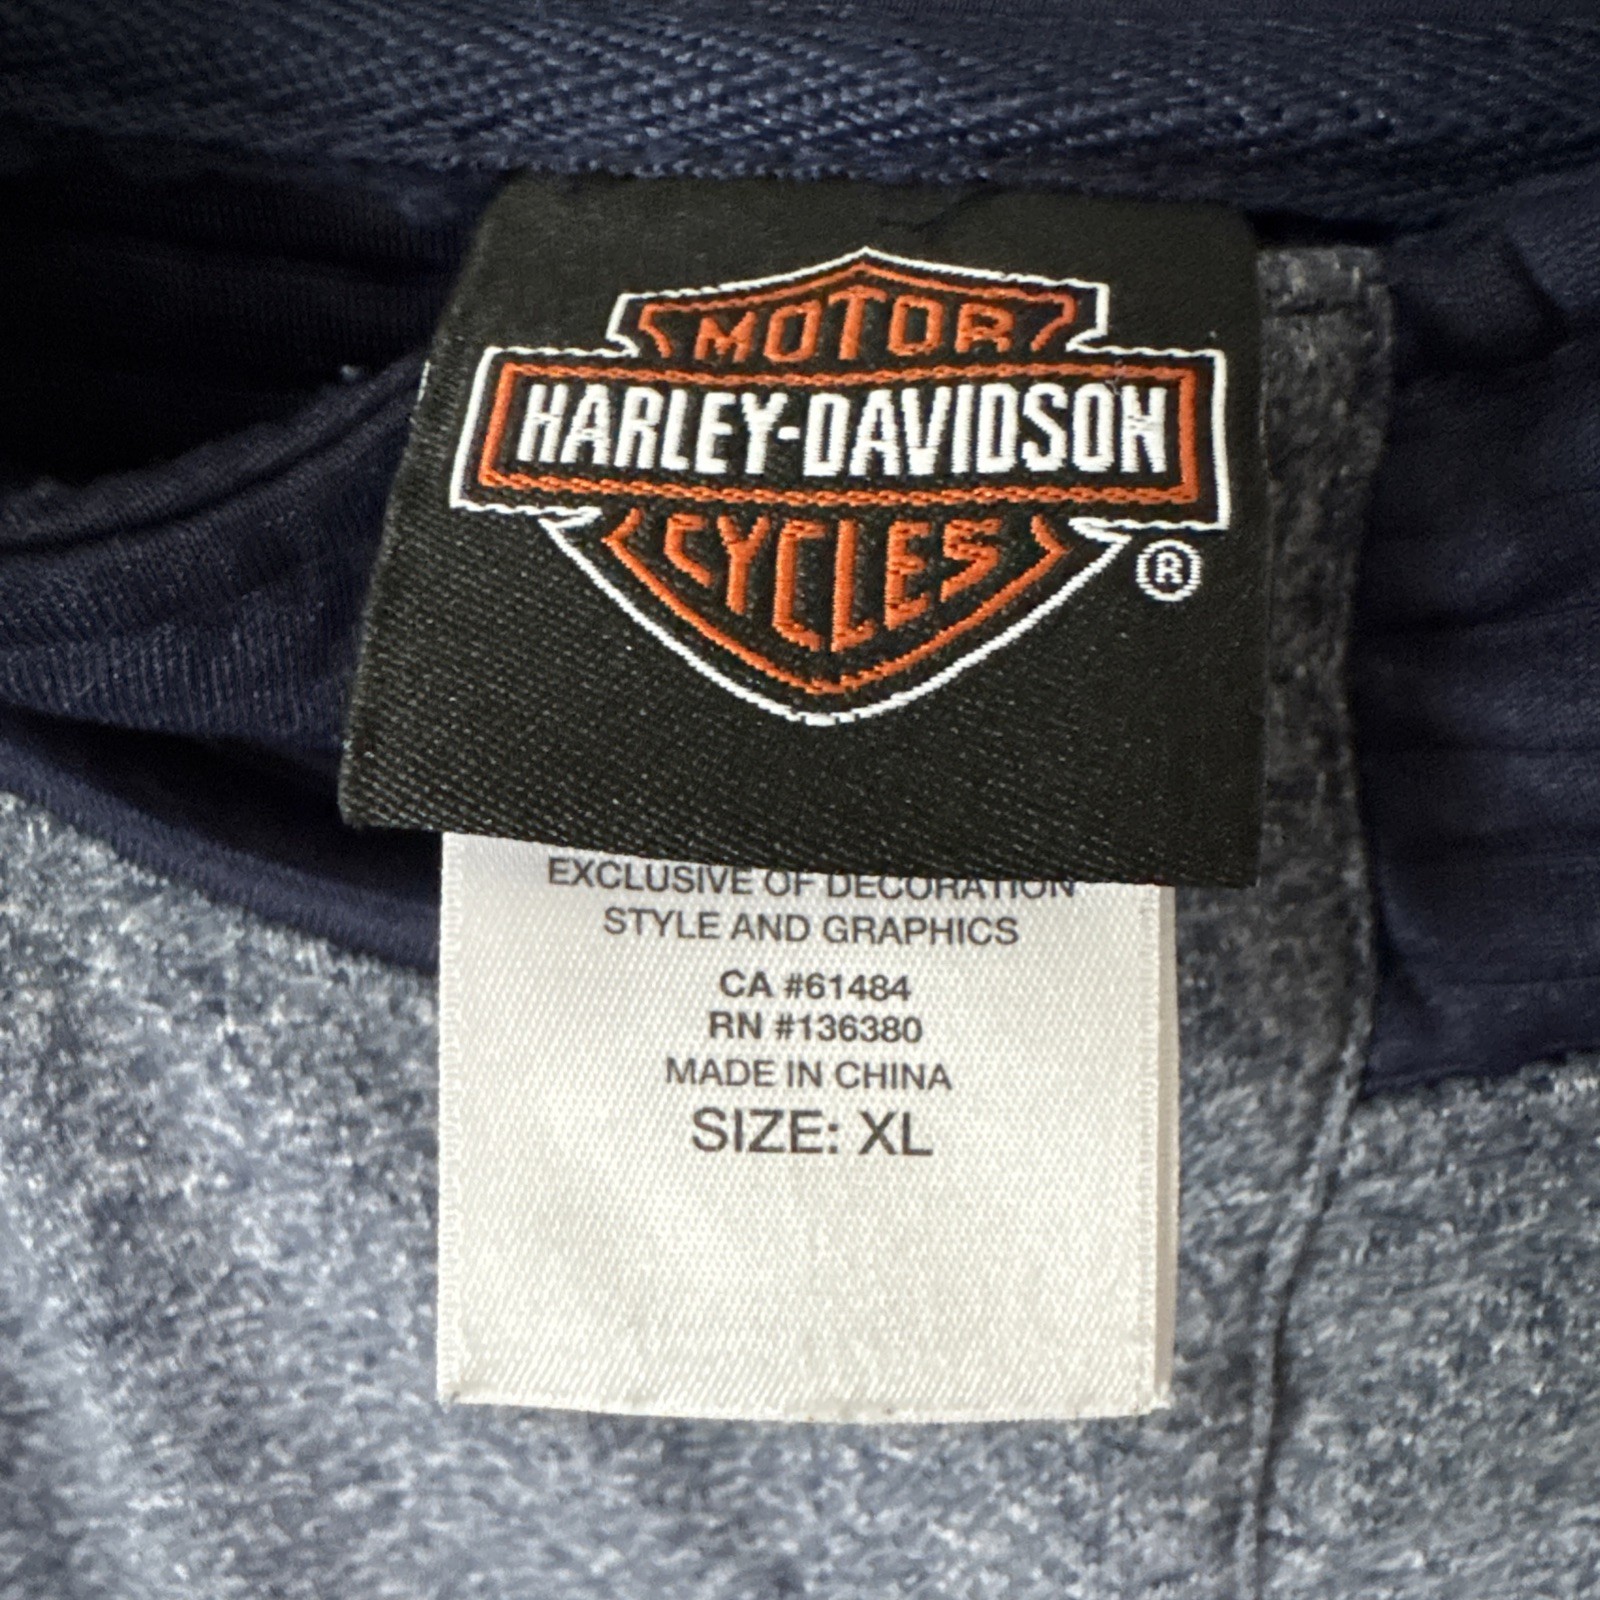 MOTOR
HARLEY-DAVIDSON
CYCLES
®
EXCLUSIVE OF DECORATION
STYLE AND GRAPHICS
CA #61484
RN #136380
MADE IN CHINA
SIZE: XL